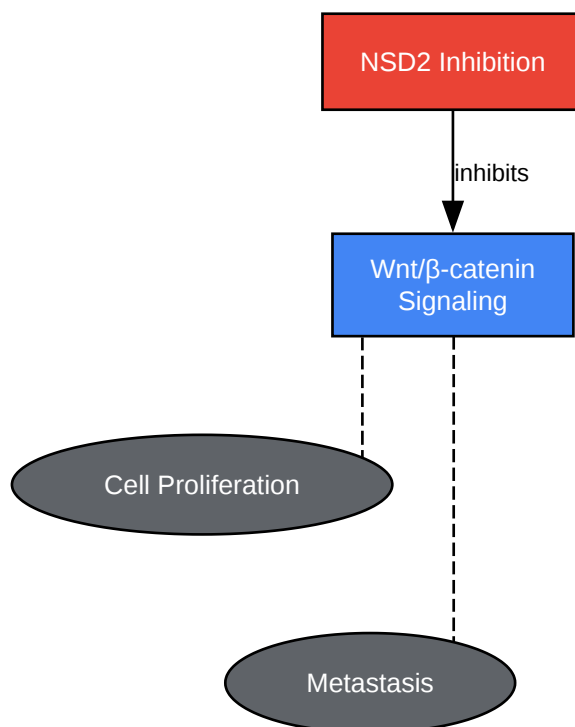 NSD2 Inhibition
inhibits
Wnt/β-catenin
Signaling
Cell Proliferation
Metastasis